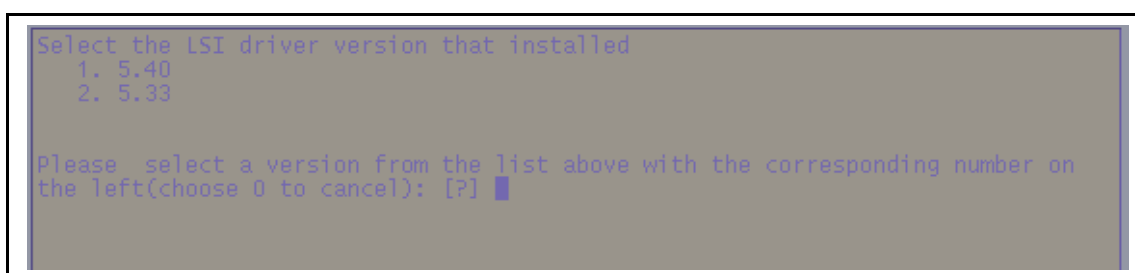 Select the LSI driver version that installed
1. 5.40
2. 5.33
Please  select a version from the list above with the corresponding number on
the left(choose 0 to cancel): [?]